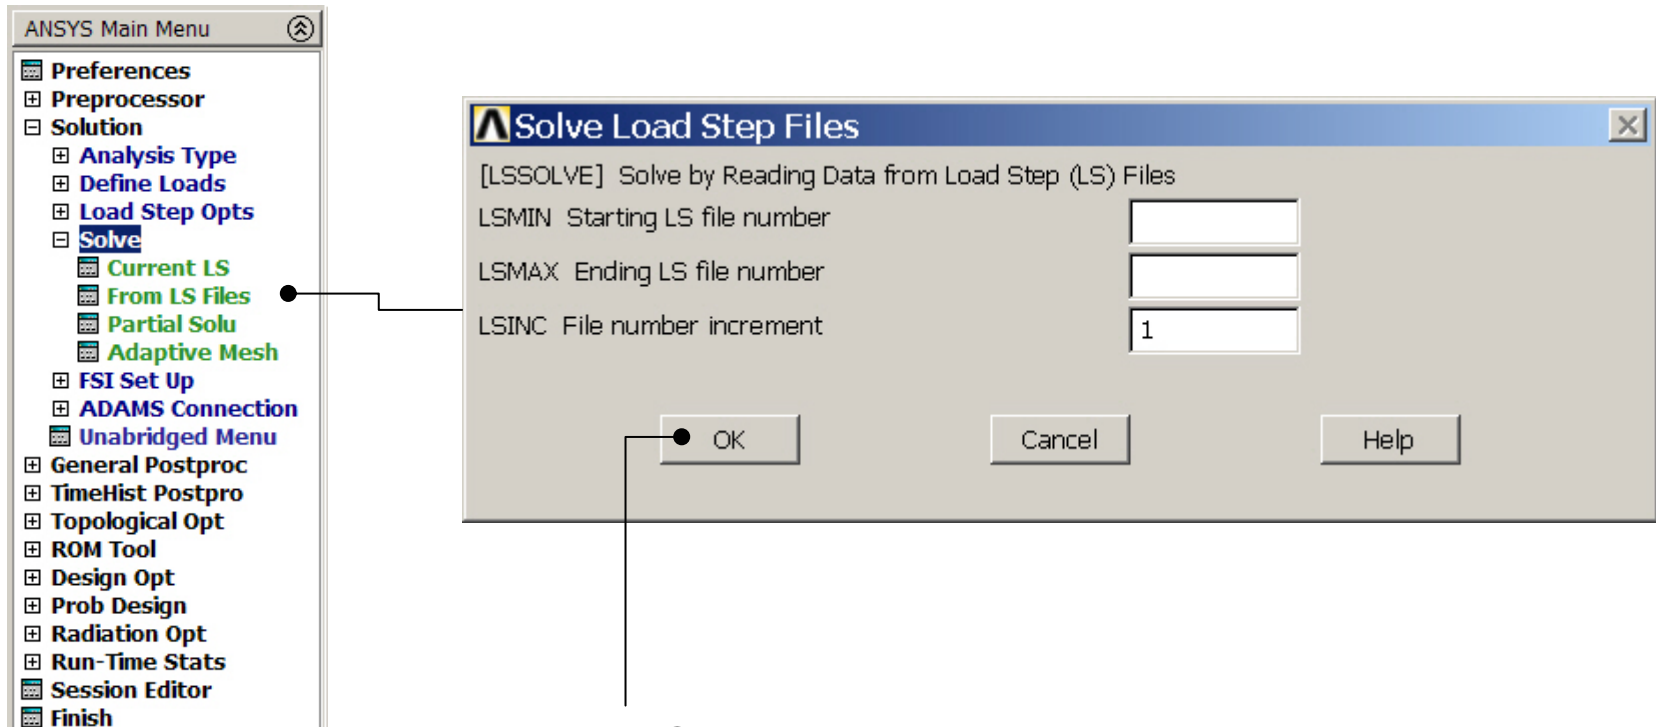 ANSYS Main Menu
Preferences
Preprocessor
Solution
Analysis Type
Define Loads
Load Step Opts
Solve
Current LS
From LS Files
Partial Solu
Adaptive Mesh
FSI Set Up
ADAMS Connection
Unabridged Menu
General Postproc
TimeHist Postpro
Topological Opt
ROM Tool
Design Opt
Prob Design
Radiation Opt
Run-Time Stats
Session Editor
Finish
Solve Load Step Files
[LSSOLVE] Solve by Reading Data from Load Step (LS) Files
LSMIN Starting LS file number
LSMAX Ending LS file number
LSINC File number increment 1
OK Cancel Help